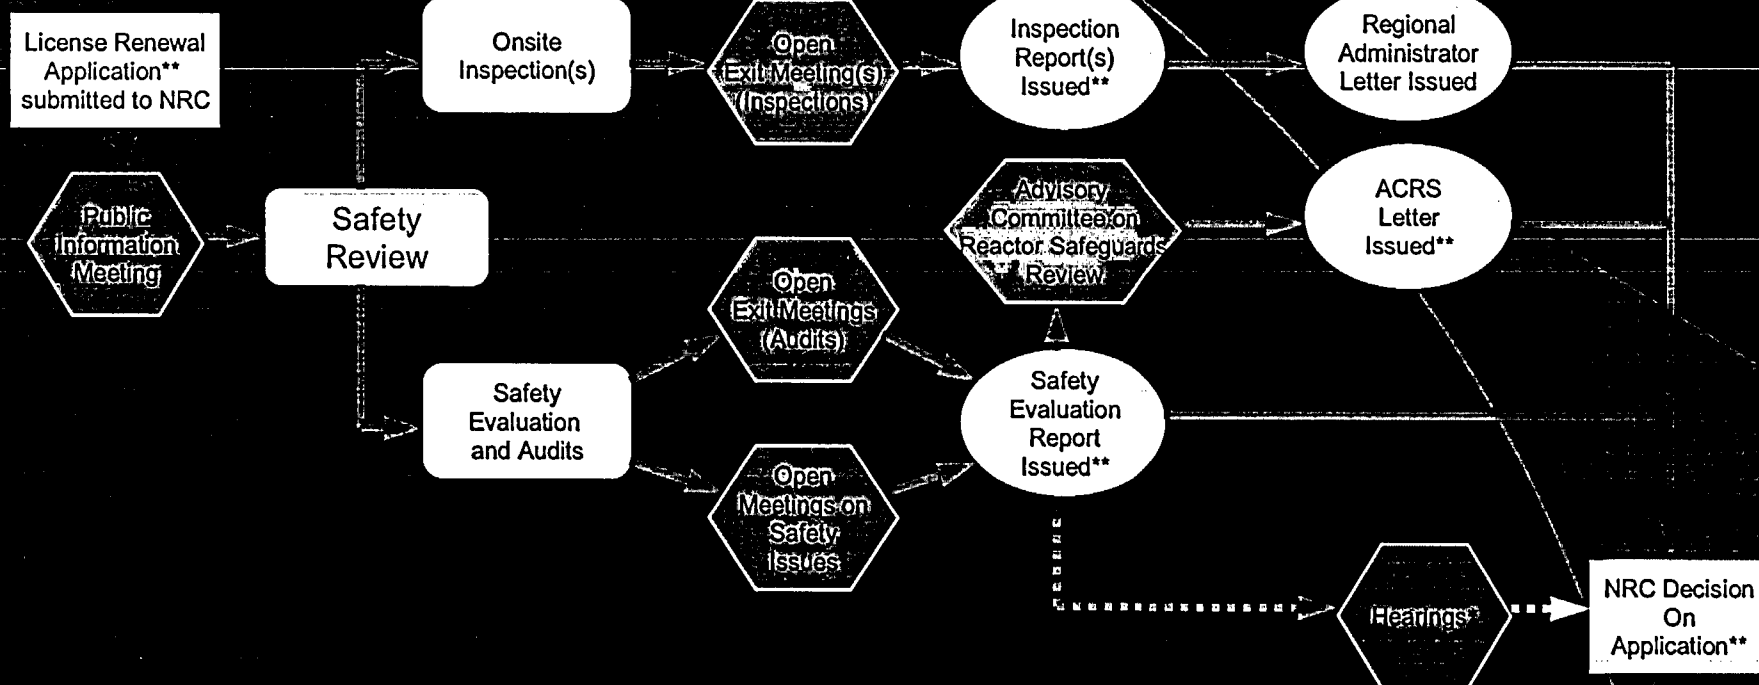 License Renewal
Application**
submitted to NRC
Onsite
Inspection(s)
Open
Exit Meeting(s)
(Inspections)
Inspection
Report(s)
Issued**
Regional
Administrator
Letter Issued
Public
Information
Meeting
Safety
Review
Advisory
Committee on
Reactor Safeguards
Review
ACRS
Letter
Issued**
Open
Exit Meetings
(Audits)
Safety
Evaluation
and Audits
Safety
Evaluation
Report
Issued**
Open
Meetings on
Safety
Issues
Hearings*
NRC Decision
On
Application**